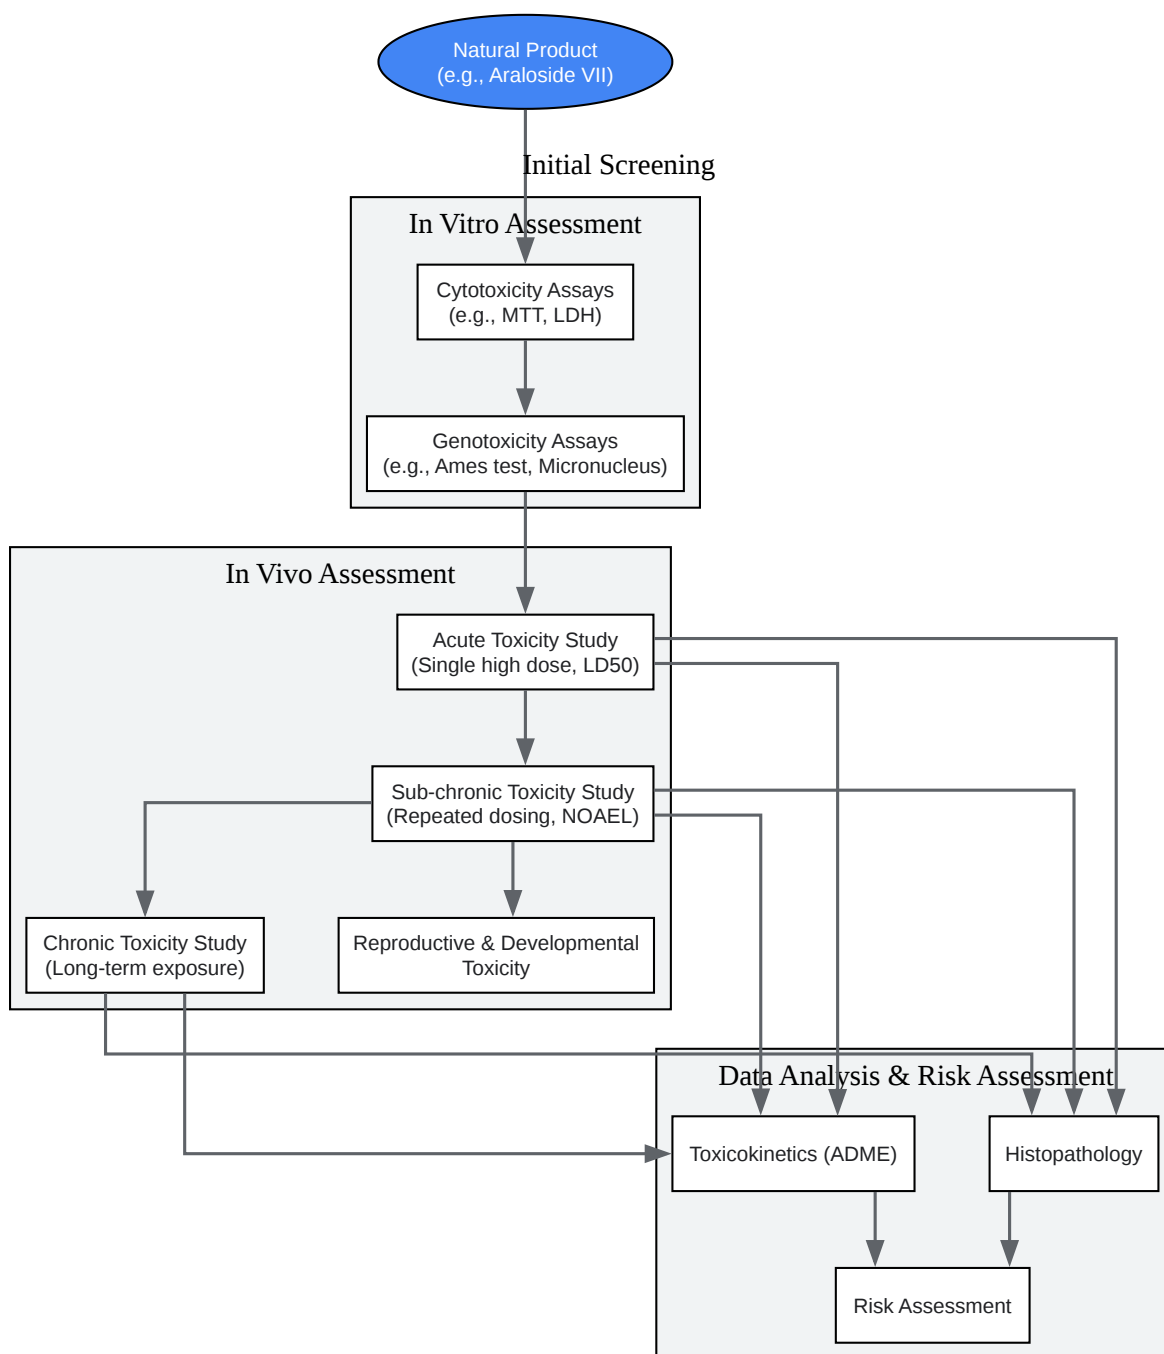 Natural Product
(e.g., Araloside VII)
Initial Screening
In Vitro Assessment
Cytotoxicity Assays
(e.g., MTT, LDH)
Genotoxicity Assays
(e.g., Ames test, Micronucleus)
In Vivo Assessment
Acute Toxicity Study
(Single high dose, LD50)
Sub-chronic Toxicity Study
(Repeated dosing, NOAEL)
Chronic Toxicity Study
(Long-term exposure)
Reproductive & Developmental
Toxicity
Data Analysis & Risk Assessment
Toxicokinetics (ADME)
Histopathology
Risk Assessment